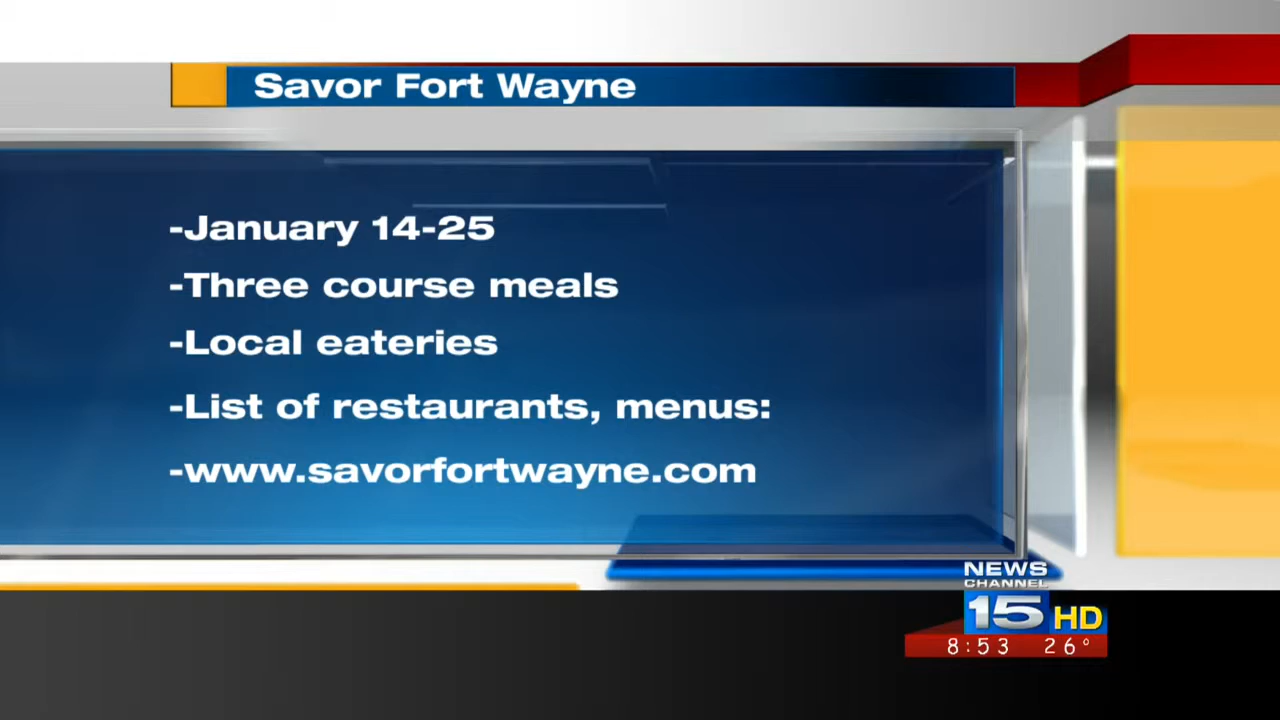 Savor Fort Wayne
-January 14-25
-Three course meals
-Local eateries
-List of restaurants, menus:
-www.savorfortwayne.com
NEWS
CHANNEL
15 HD
8:53 26°